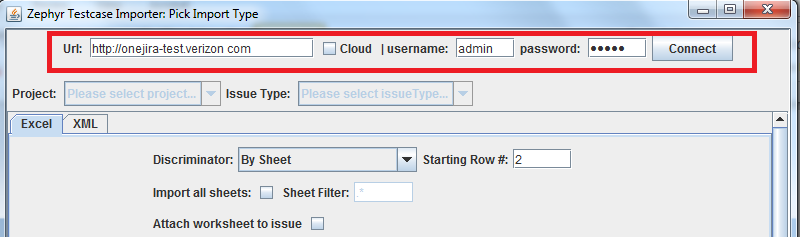 Zephyr Testcase Importer: Pick Import Type
Url: http://onejira-test.verizon com Cloud | username: admin password: ●●●●● Connect
Project: Please select project... Issue Type: Please select issueType...
Excel XML
Discriminator: By Sheet Starting Row #: 2
Import all sheets: Sheet Filter: .*
Attach worksheet to issue